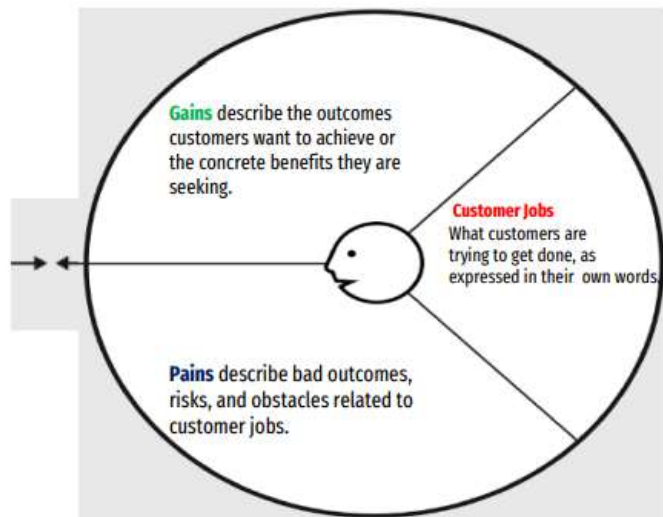 Gains describe the outcomes
customers want to achieve or
the concrete benefits they are
seeking.
Customer Jobs
What customers are
trying to get done, as
expressed in their own words.
Pains describe bad outcomes,
risks, and obstacles related to
customer jobs.